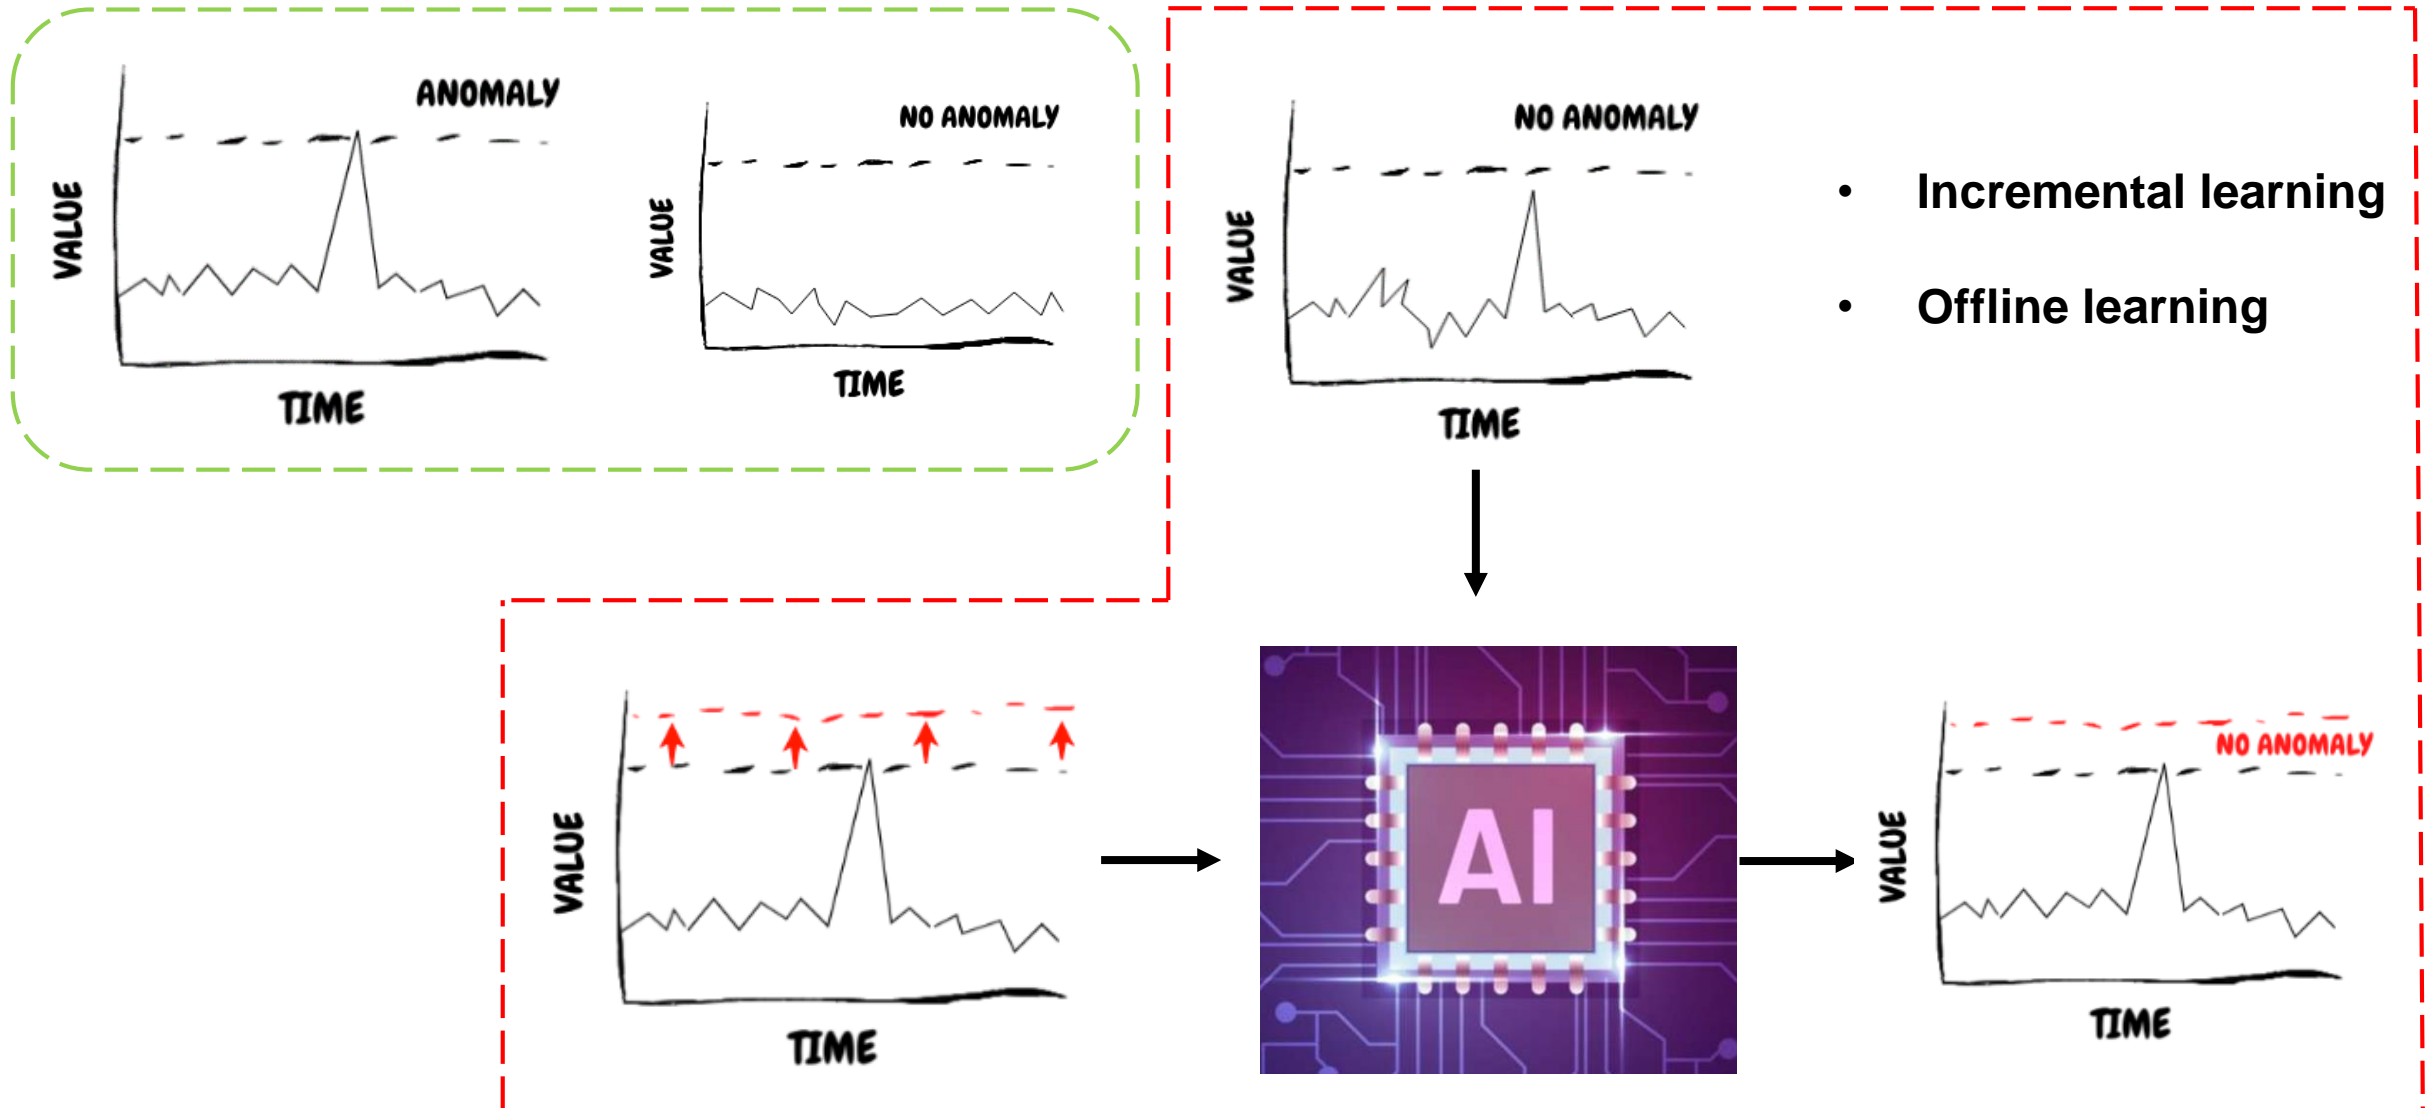 ANOMALY
VALUE
TIME
NO ANOMALY
VALUE
TIME
NO ANOMALY
VALUE
TIME
• Incremental learning
• Offline learning
VALUE
TIME
AI
NO ANOMALY
VALUE
TIME